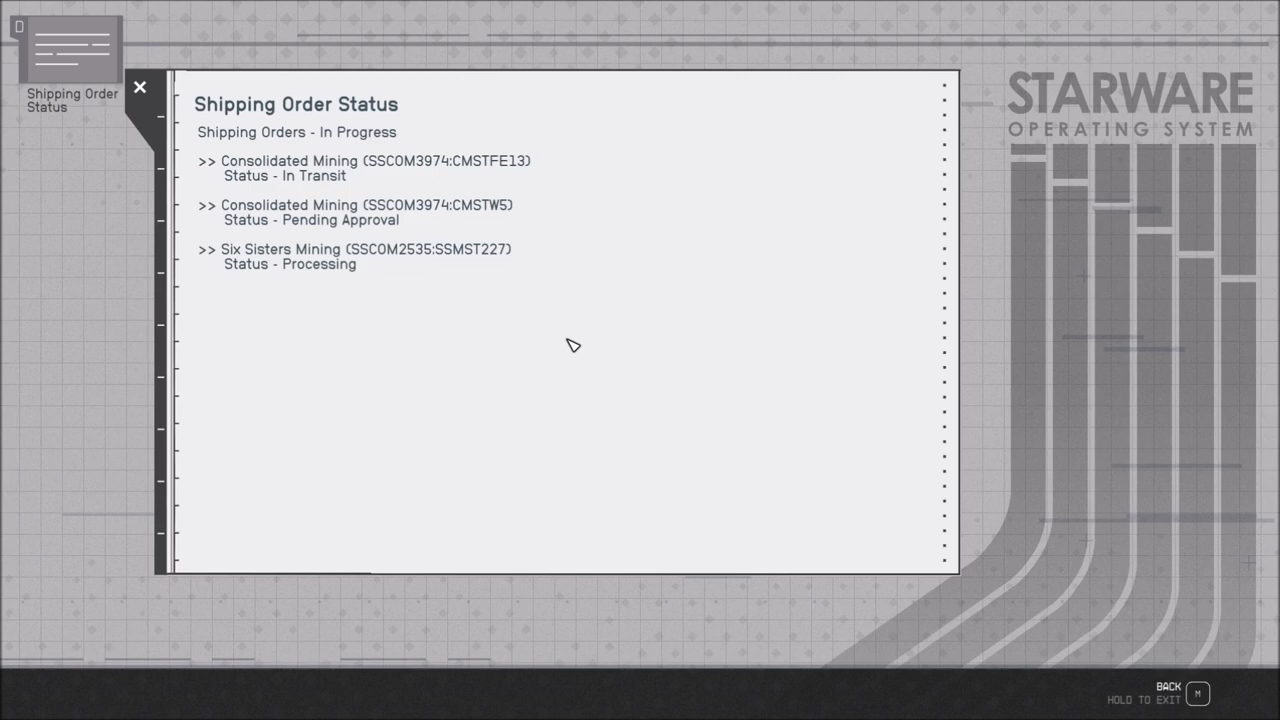 D
Shipping Order
Status
Shipping Order Status
Shipping Orders - In Progress
>> Consolidated Mining (SSCOM3974:CMSTFE13)
Status - In Transit
>> Consolidated Mining (SSCOM3974:CMSTW5)
Status - Pending Approval
>> Six Sisters Mining (SSCOM2535:SSMST227)
Status - Processing
STARWARE
OPERATING SYSTEM
BACK
HOLD TO EXIT
M